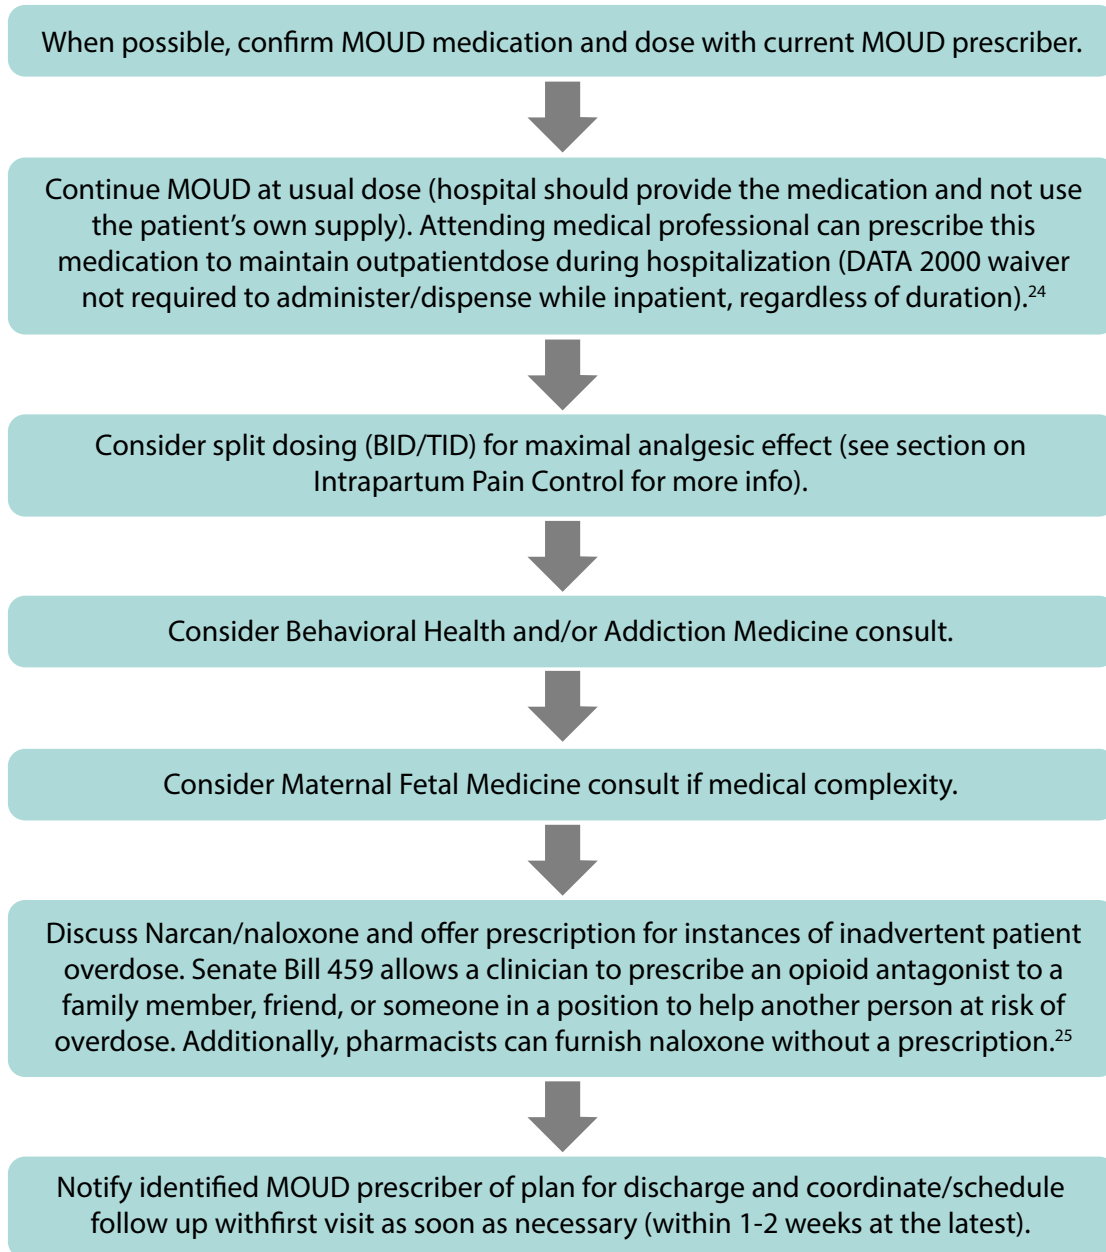 When possible, confirm MOUD medication and dose with current MOUD prescriber.
Continue MOUD at usual dose (hospital should provide the medication and not use
the patient's own supply). Attending medical professional can prescribe this
medication to maintain outpatientdose during hospitalization (DATA 2000 waiver
not required to administer/dispense while inpatient, regardless of duration).24
Consider split dosing (BID/TID) for maximal analgesic effect (see section on
Intrapartum Pain Control for more info).
Consider Behavioral Health and/or Addiction Medicine consult.
Consider Maternal Fetal Medicine consult if medical complexity.
Discuss Narcan/naloxone and offer prescription for instances of inadvertent patient
overdose. Senate Bill 459 allows a clinician to prescribe an opioid antagonist to a
family member, friend, or someone in a position to help another person at risk of
overdose. Additionally, pharmacists can furnish naloxone without a prescription.25
Notify identified MOUD prescriber of plan for discharge and coordinate/schedule
follow up withfirst visit as soon as necessary (within 1-2 weeks at the latest).